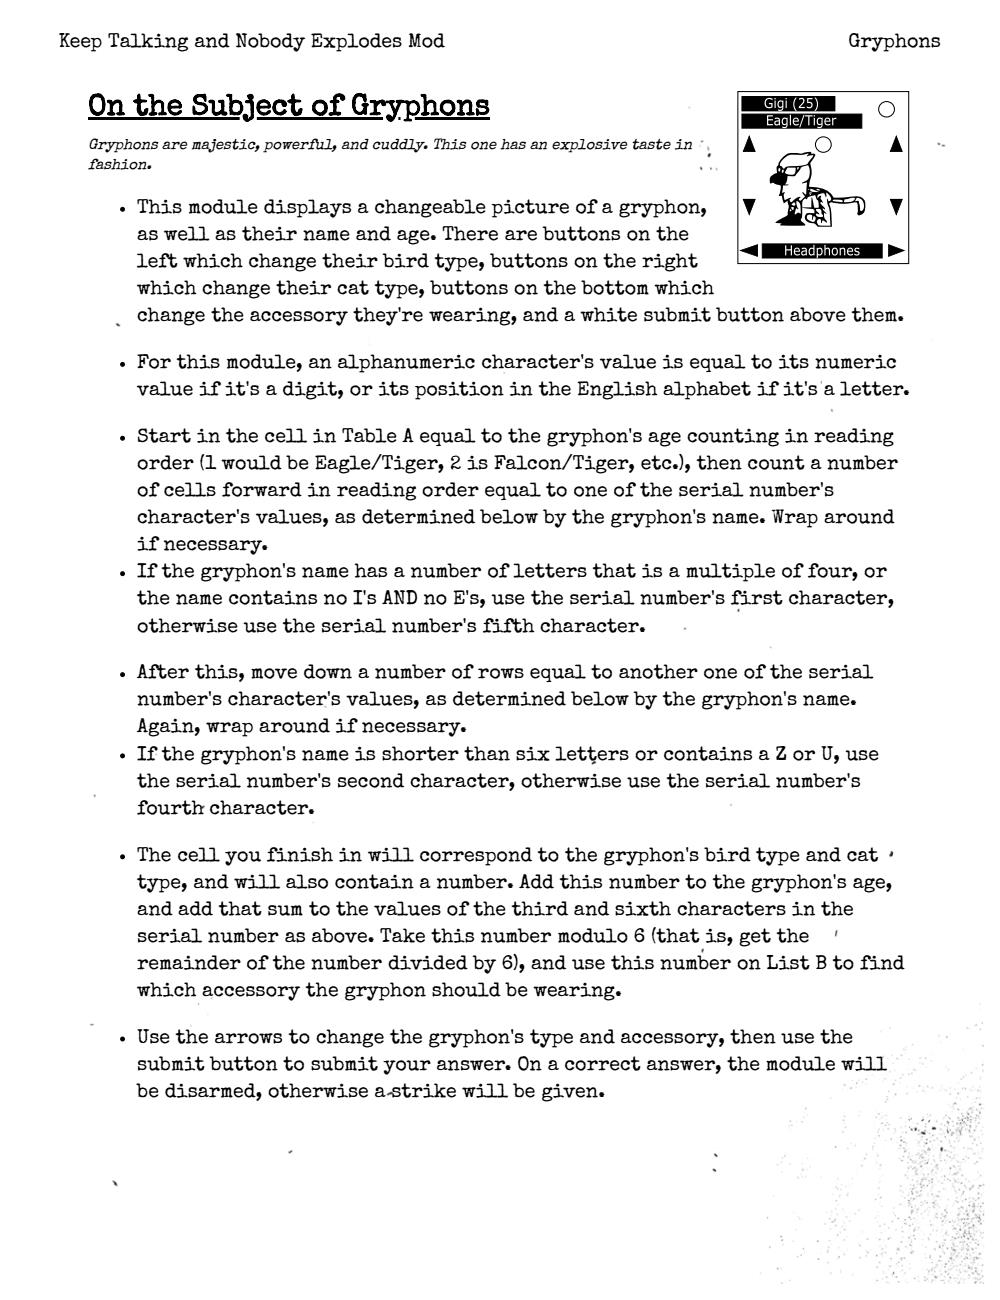 Keep Talking and Nobody Explodes Mod Gryphons
On the Subject of Gryphons
Gigi (25)
Eagle/Tiger
Headphones
Gryphons are majestic, powerful, and cuddly. This one has an explosive taste in
fashion.
• This module displays a changeable picture of a gryphon,
as well as their name and age. There are buttons on the
left which change their bird type, buttons on the right
which change their cat type, buttons on the bottom which
change the accessory they're wearing, and a white submit button above them.
• For this module, an alphanumeric character's value is equal to its numeric
value if it's a digit, or its position in the English alphabet if it's a letter.
• Start in the cell in Table A equal to the gryphon's age counting in reading
order (1 would be Eagle/Tiger, 2 is Falcon/Tiger, etc.), then count a number
of cells forward in reading order equal to one of the serial number's
character's values, as determined below by the gryphon's name. Wrap around
if necessary.
• If the gryphon's name has a number of letters that is a multiple of four, or
the name contains no I's AND no E's, use the serial number's first character,
otherwise use the serial number's fifth character.
• After this, move down a number of rows equal to another one of the serial
number's character's values, as determined below by the gryphon's name.
Again, wrap around if necessary.
• If the gryphon's name is shorter than six letters or contains a Z or U, use
the serial number's second character, otherwise use the serial number's
fourth character.
• The cell you finish in will correspond to the gryphon's bird type and cat
type, and will also contain a number. Add this number to the gryphon's age,
and add that sum to the values of the third and sixth characters in the
serial number as above. Take this number modulo 6 (that is, get the
remainder of the number divided by 6), and use this number on List B to find
which accessory the gryphon should be wearing.
• Use the arrows to change the gryphon's type and accessory, then use the
submit button to submit your answer. On a correct answer, the module will
be disarmed, otherwise a strike will be given.